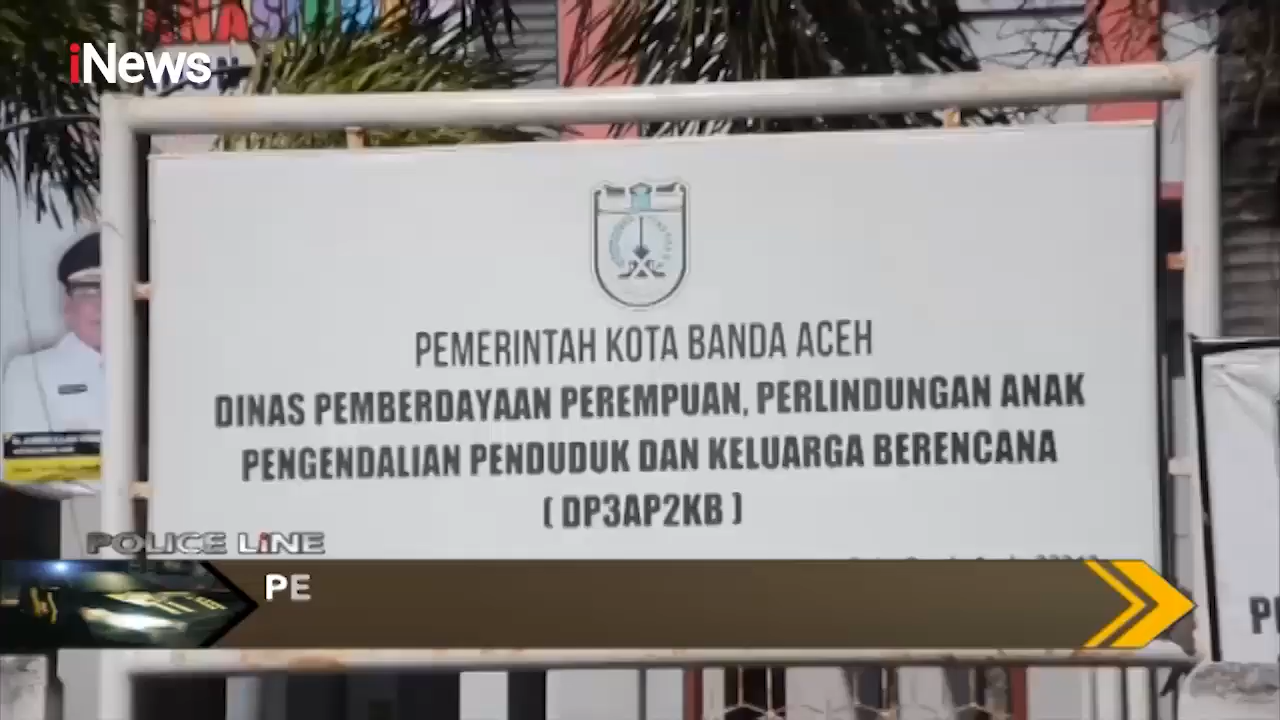 iNews
PEMERINTAH KOTA BANDA ACEH
DINAS PEMBERDAYAAN PEREMPUAN, PERLINDUNGAN ANAK
PENGENDALIAN PENDUDUK DAN KELUARGA BERENCANA
( DP3AP2KB )
POLICE LiNE
PE